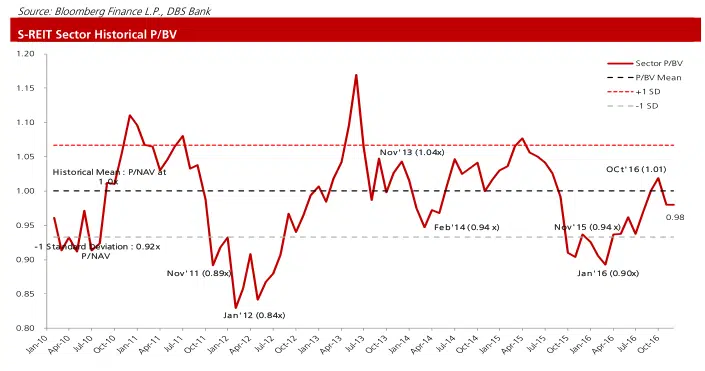 Source: Bloomberg Finance L.P., DBS Bank
S-REIT Sector Historical P/BV
1.20
1.15
1.10
1.05
1.00
0.95
0.90
0.85
0.80
Sector P/BV
P/BV Mean
+1 SD
-1 SD
Nov'13 (1.04x)
Historical Mean : P/NAV at
1.0x
OCt'16 (1.01)
0.98
Feb'14 (0.94 x)
Nov'15 (0.94 x)
-1 Standard Deviation : 0.92x
P/NAV
Nov'11 (0.89x)
Jan'16 (0.90x)
Jan'12 (0.84x)
Jan-10
Apr-10
Jul-10
Oct-10
Jan-11
Apr-11
Jul-11
Oct-11
Jan-12
Apr-12
Jul-12
Oct-12
Jan-13
Apr-13
Jul-13
Oct-13
Jan-14
Apr-14
Jul-14
Oct-14
Jan-15
Apr-15
Jul-15
Oct-15
Jan-16
Apr-16
Jul-16
Oct-16